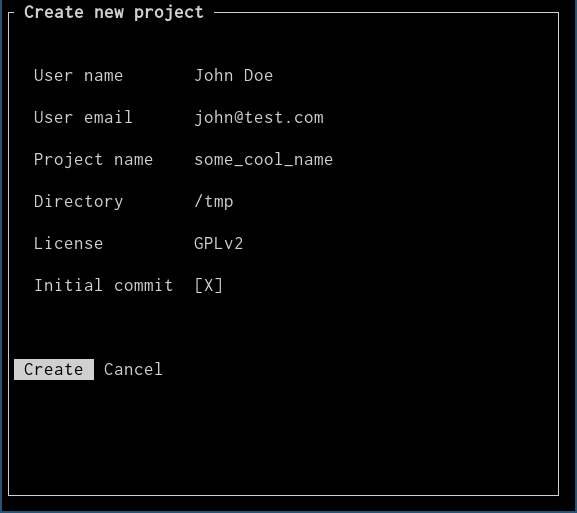 Create new project
User name John Doe
User email john@test.com
Project name some_cool_name
Directory /tmp
License GPLv2
Initial commit [X]
Create Cancel